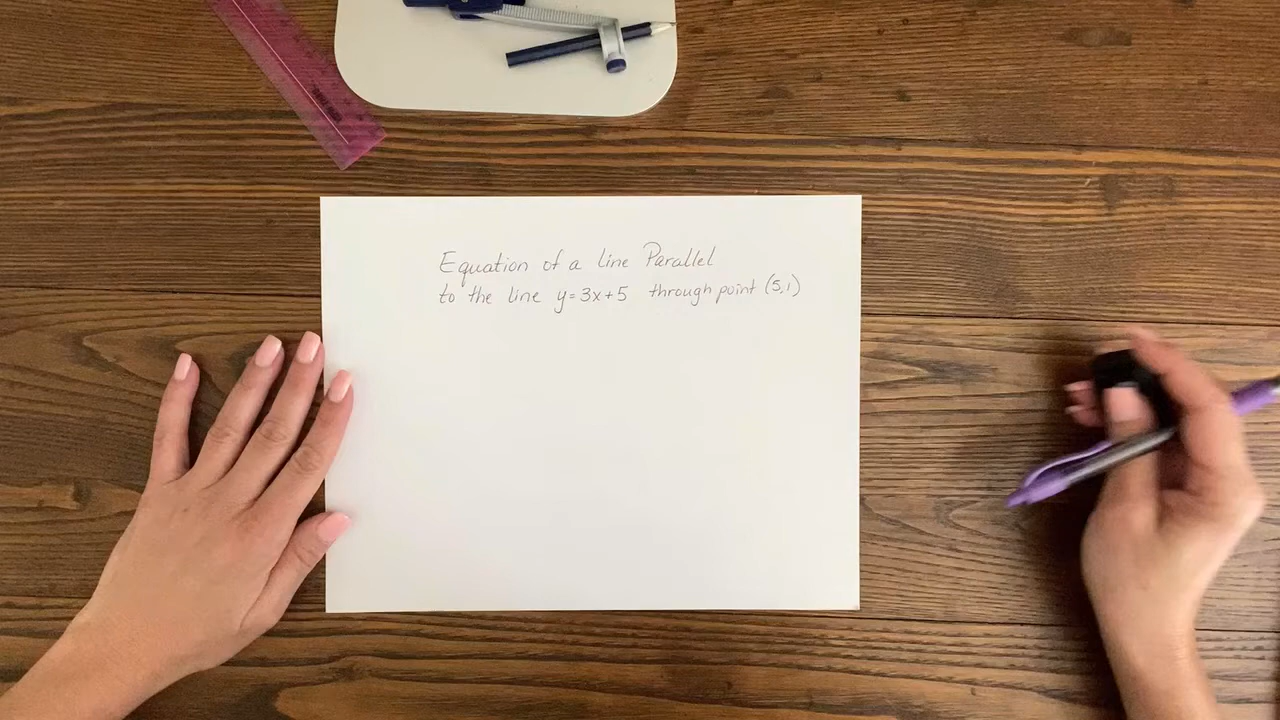 Equation of a line Parallel
to the line y=3x+5 through point (5,1)